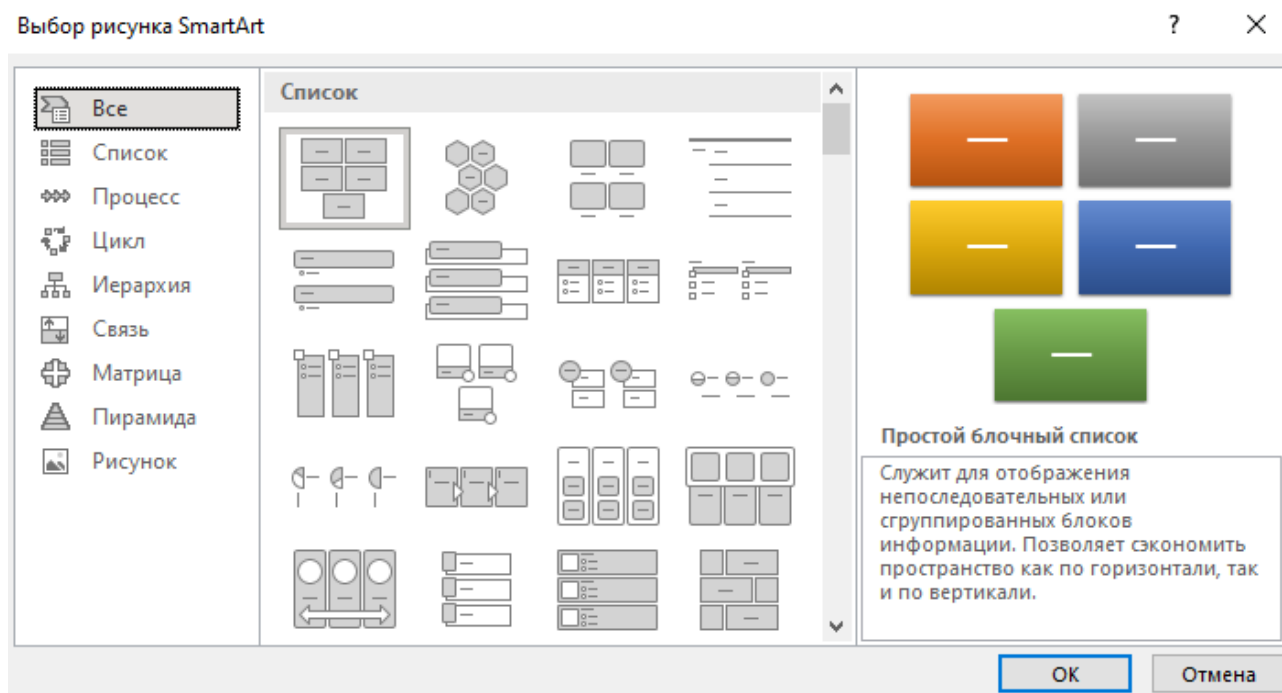 Выбор рисунка SmartArt
?
Все
Список
Процесс
Цикл
Иерархия
Связь
Матрица
Пирамида
Рисунок
Список
Простой блочный список
Служит для отображения
непоследовательных или
сгруппированных блоков
информации. Позволяет сэкономить
пространство как по горизонтали, так
и по вертикали.
ОК
Отмена